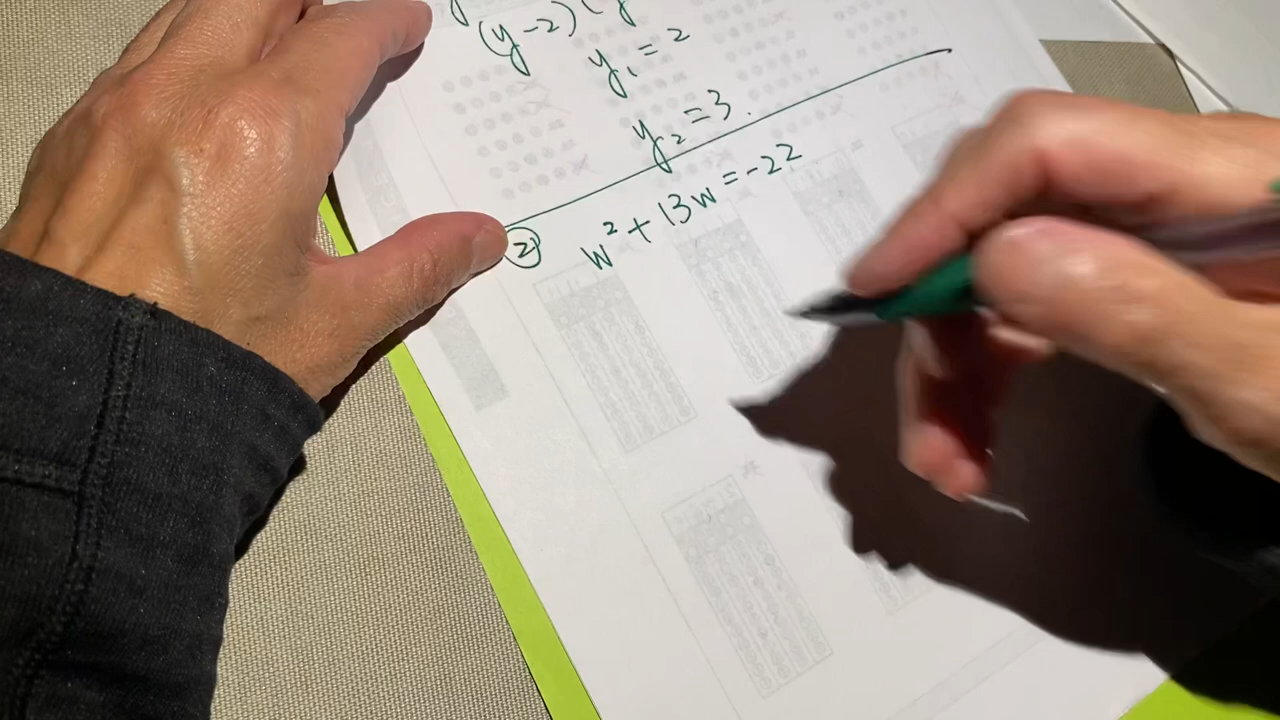 (y-2)(y
y₁ = 2
y₂ = 3.
② w² + 13w = -22